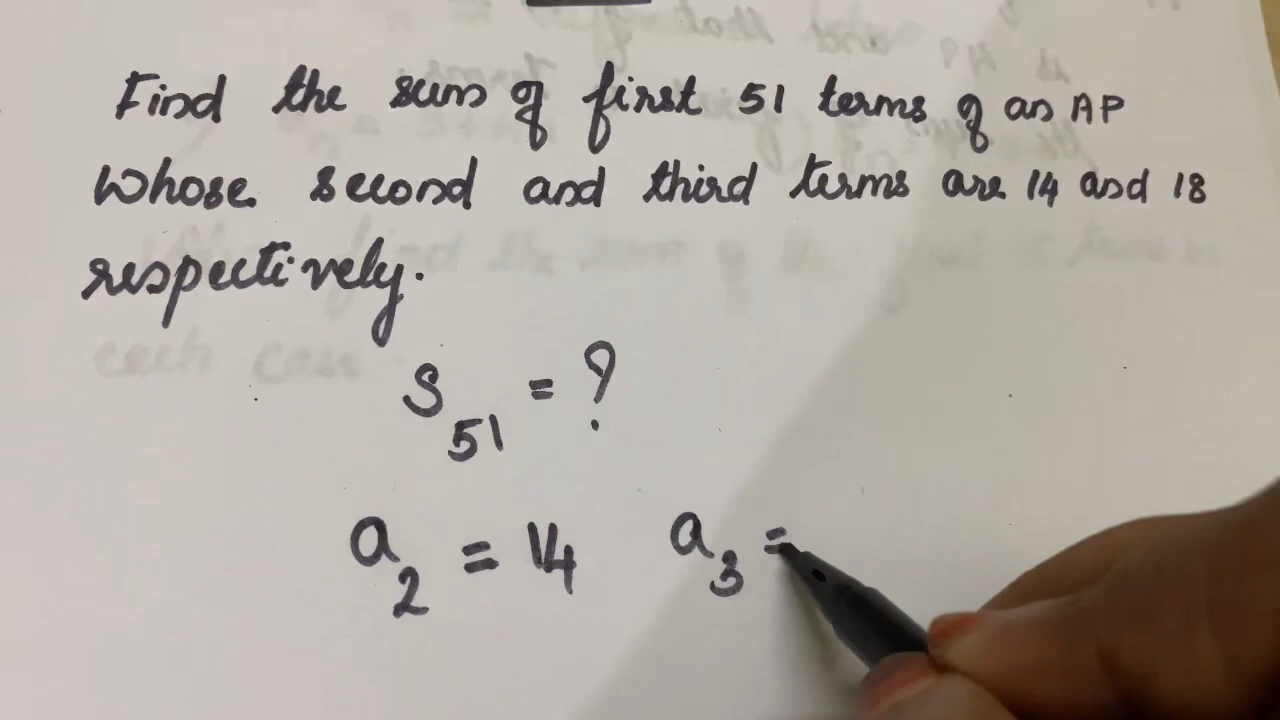 Find the sum of first 51 terms of an AP
whose second and third terms are 14 and 18
respectively.
S51 = ?
a2 = 14 a3 =